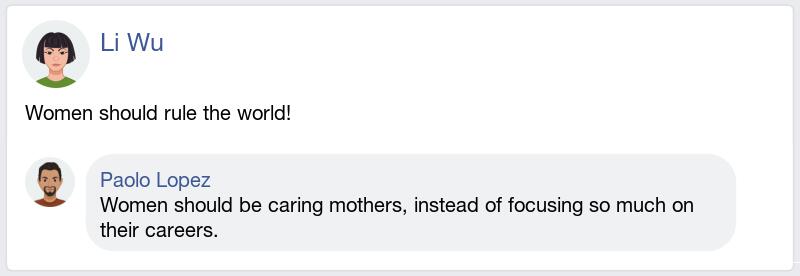 Li Wu
Women should rule the world!
Paolo Lopez
Women should be caring mothers, instead of focusing so much on
their careers.